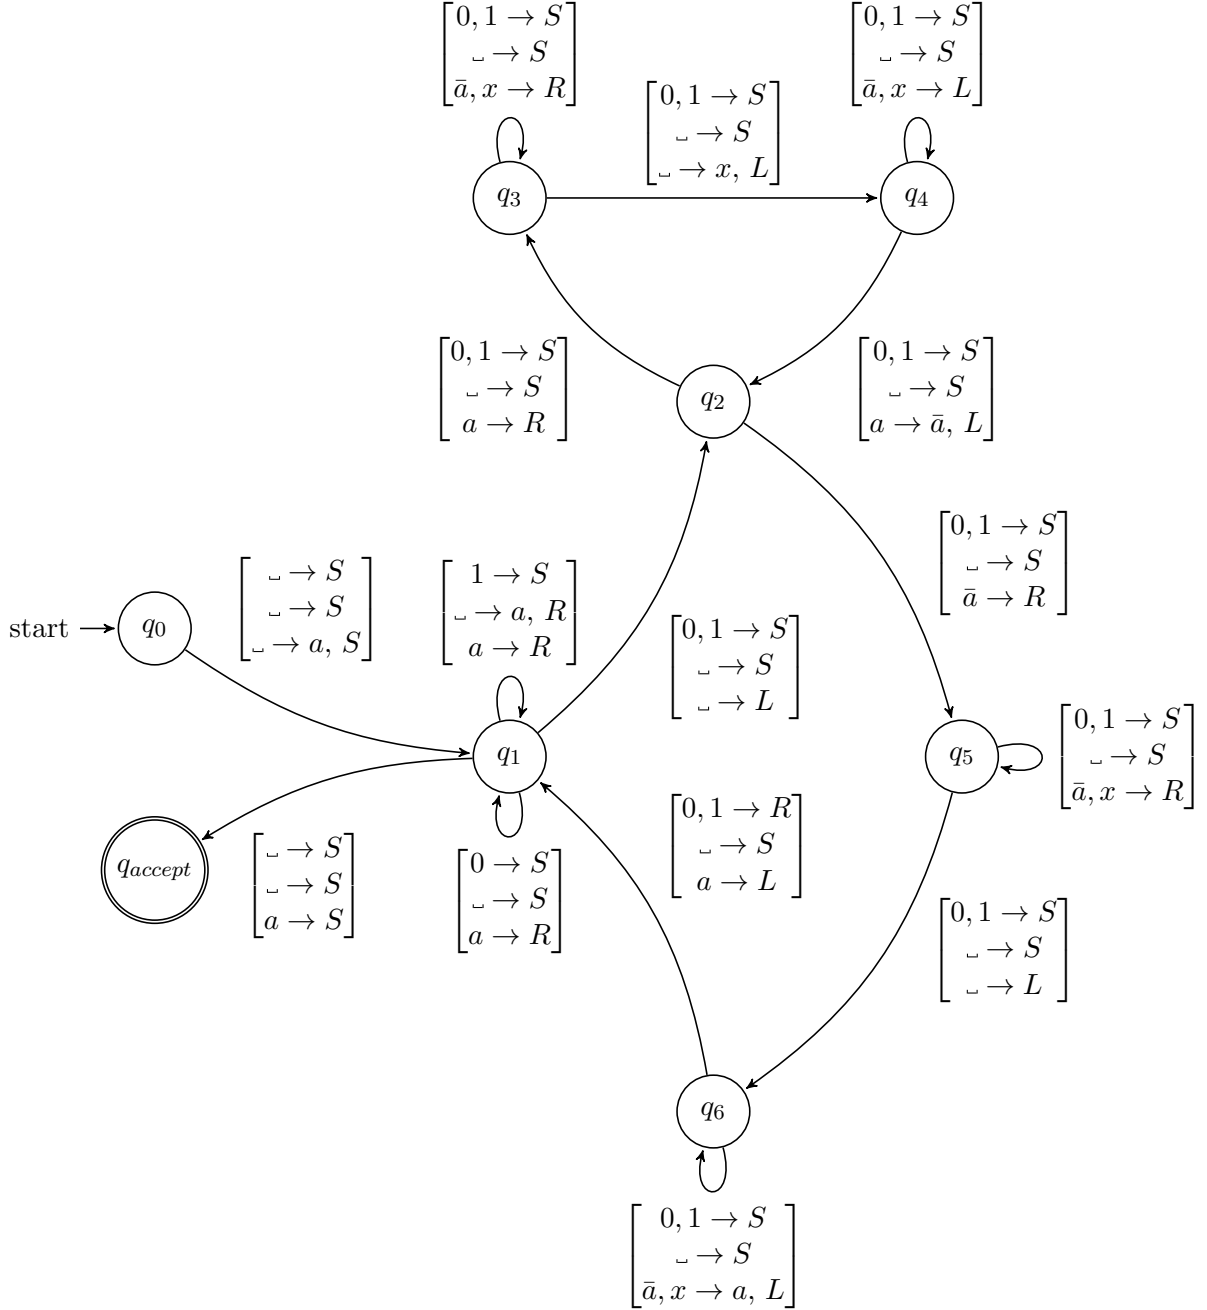 [0, 1 → S
␣ → S
ā, x → R]
[0, 1 → S
␣ → S
ā, x → L]
[0, 1 → S
␣ → S
␣ → x, L]
q3
q4
[0, 1 → S
␣ → S
a → R]
[0, 1 → S
␣ → S
a → ā, L]
q2
[0, 1 → S
␣ → S
ā → R]
[␣ → S
␣ → S
␣ → a, S]
[1 → S
␣ → a, R
a → R]
start
q0
[0, 1 → S
␣ → S
␣ → L]
q1
q5
[0, 1 → S
␣ → S
ā, x → R]
qaccept
[␣ → S
␣ → S
a → S]
[0 → S
␣ → S
a → R]
[0, 1 → R
␣ → S
a → L]
[0, 1 → S
␣ → S
␣ → L]
q6
[0, 1 → S
␣ → S
ā, x → a, L]